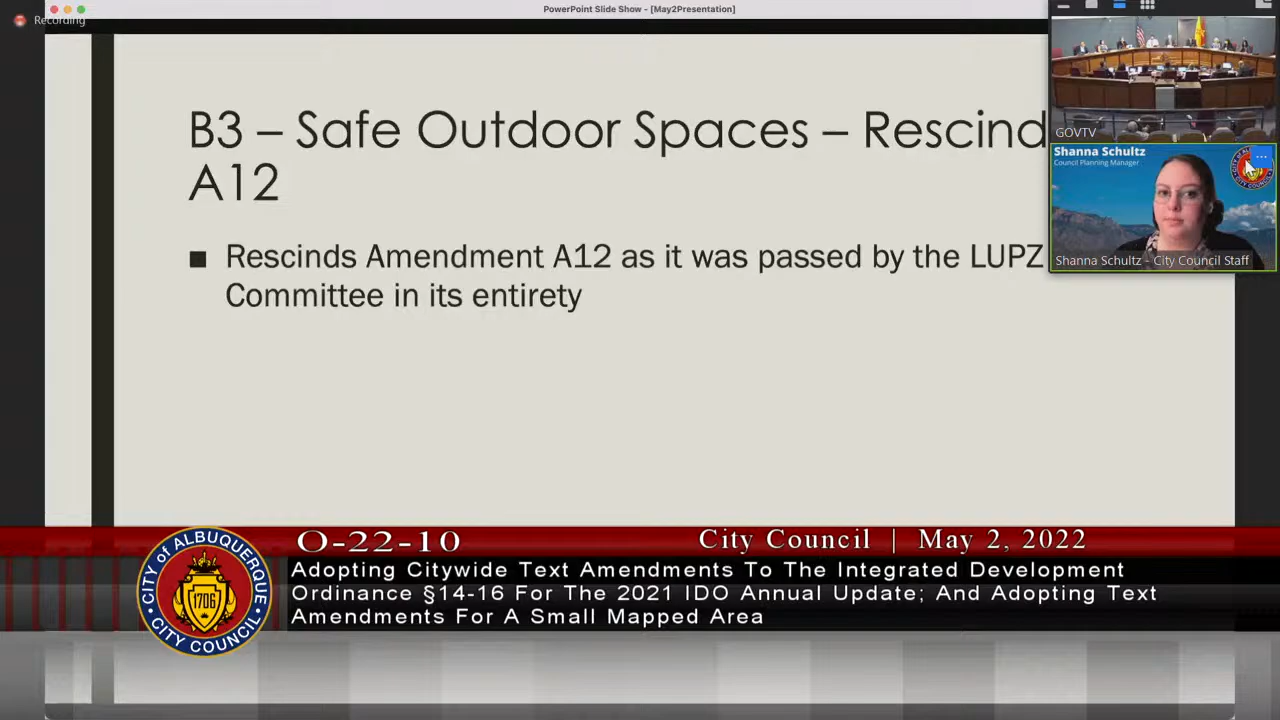 PowerPoint Slide Show - [May2Presentation]
Recording
B3 – Safe Outdoor Spaces – Rescind
A12
■ Rescinds Amendment A12 as it was passed by the LUPZ
Committee in its entirety
GOVTV
Shanna Schultz
Council Planning Manager
Shanna Schultz - City Council Staff
O-22-10
City Council | May 2, 2022
Adopting Citywide Text Amendments To The Integrated Development
Ordinance §14-16 For The 2021 IDO Annual Update; And Adopting Text
Amendments For A Small Mapped Area
CITY of ALBUQUERQUE
1706
CITY COUNCIL